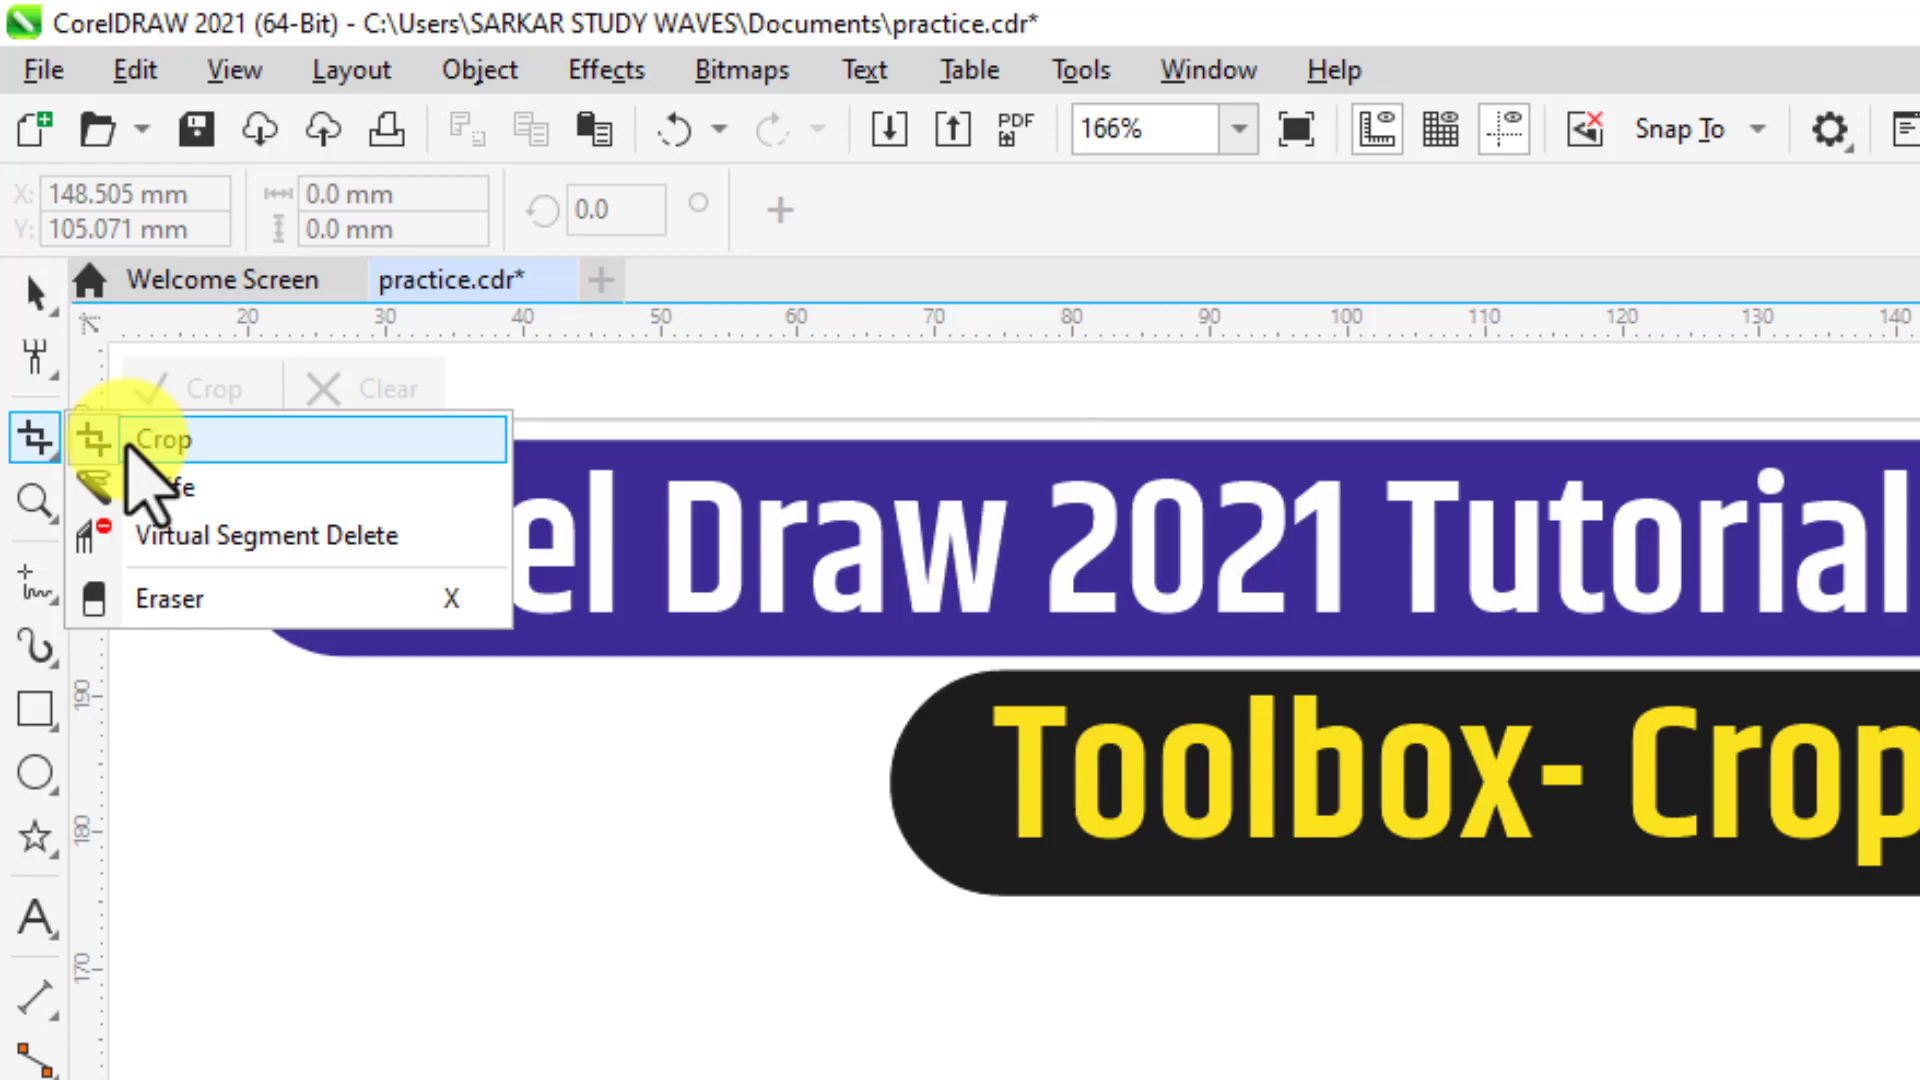 CorelDRAW 2021 (64-Bit) - C:\Users\SARKAR STUDY WAVES\Documents\practice.cdr*
File Edit View Layout Object Effects Bitmaps Text Table Tools Window Help
PDF 166% Snap To
X: 148.505 mm 0.0 mm 0.0
Y: 105.071 mm 0.0 mm
Welcome Screen practice.cdr*
20 30 40 50 60 70 80 90 100 110 120 130 140
Crop Clear
Crop
Virtual Segment Delete
Eraser X
el Draw 2021 Tutorial
Toolbox- Crop
190
180
170